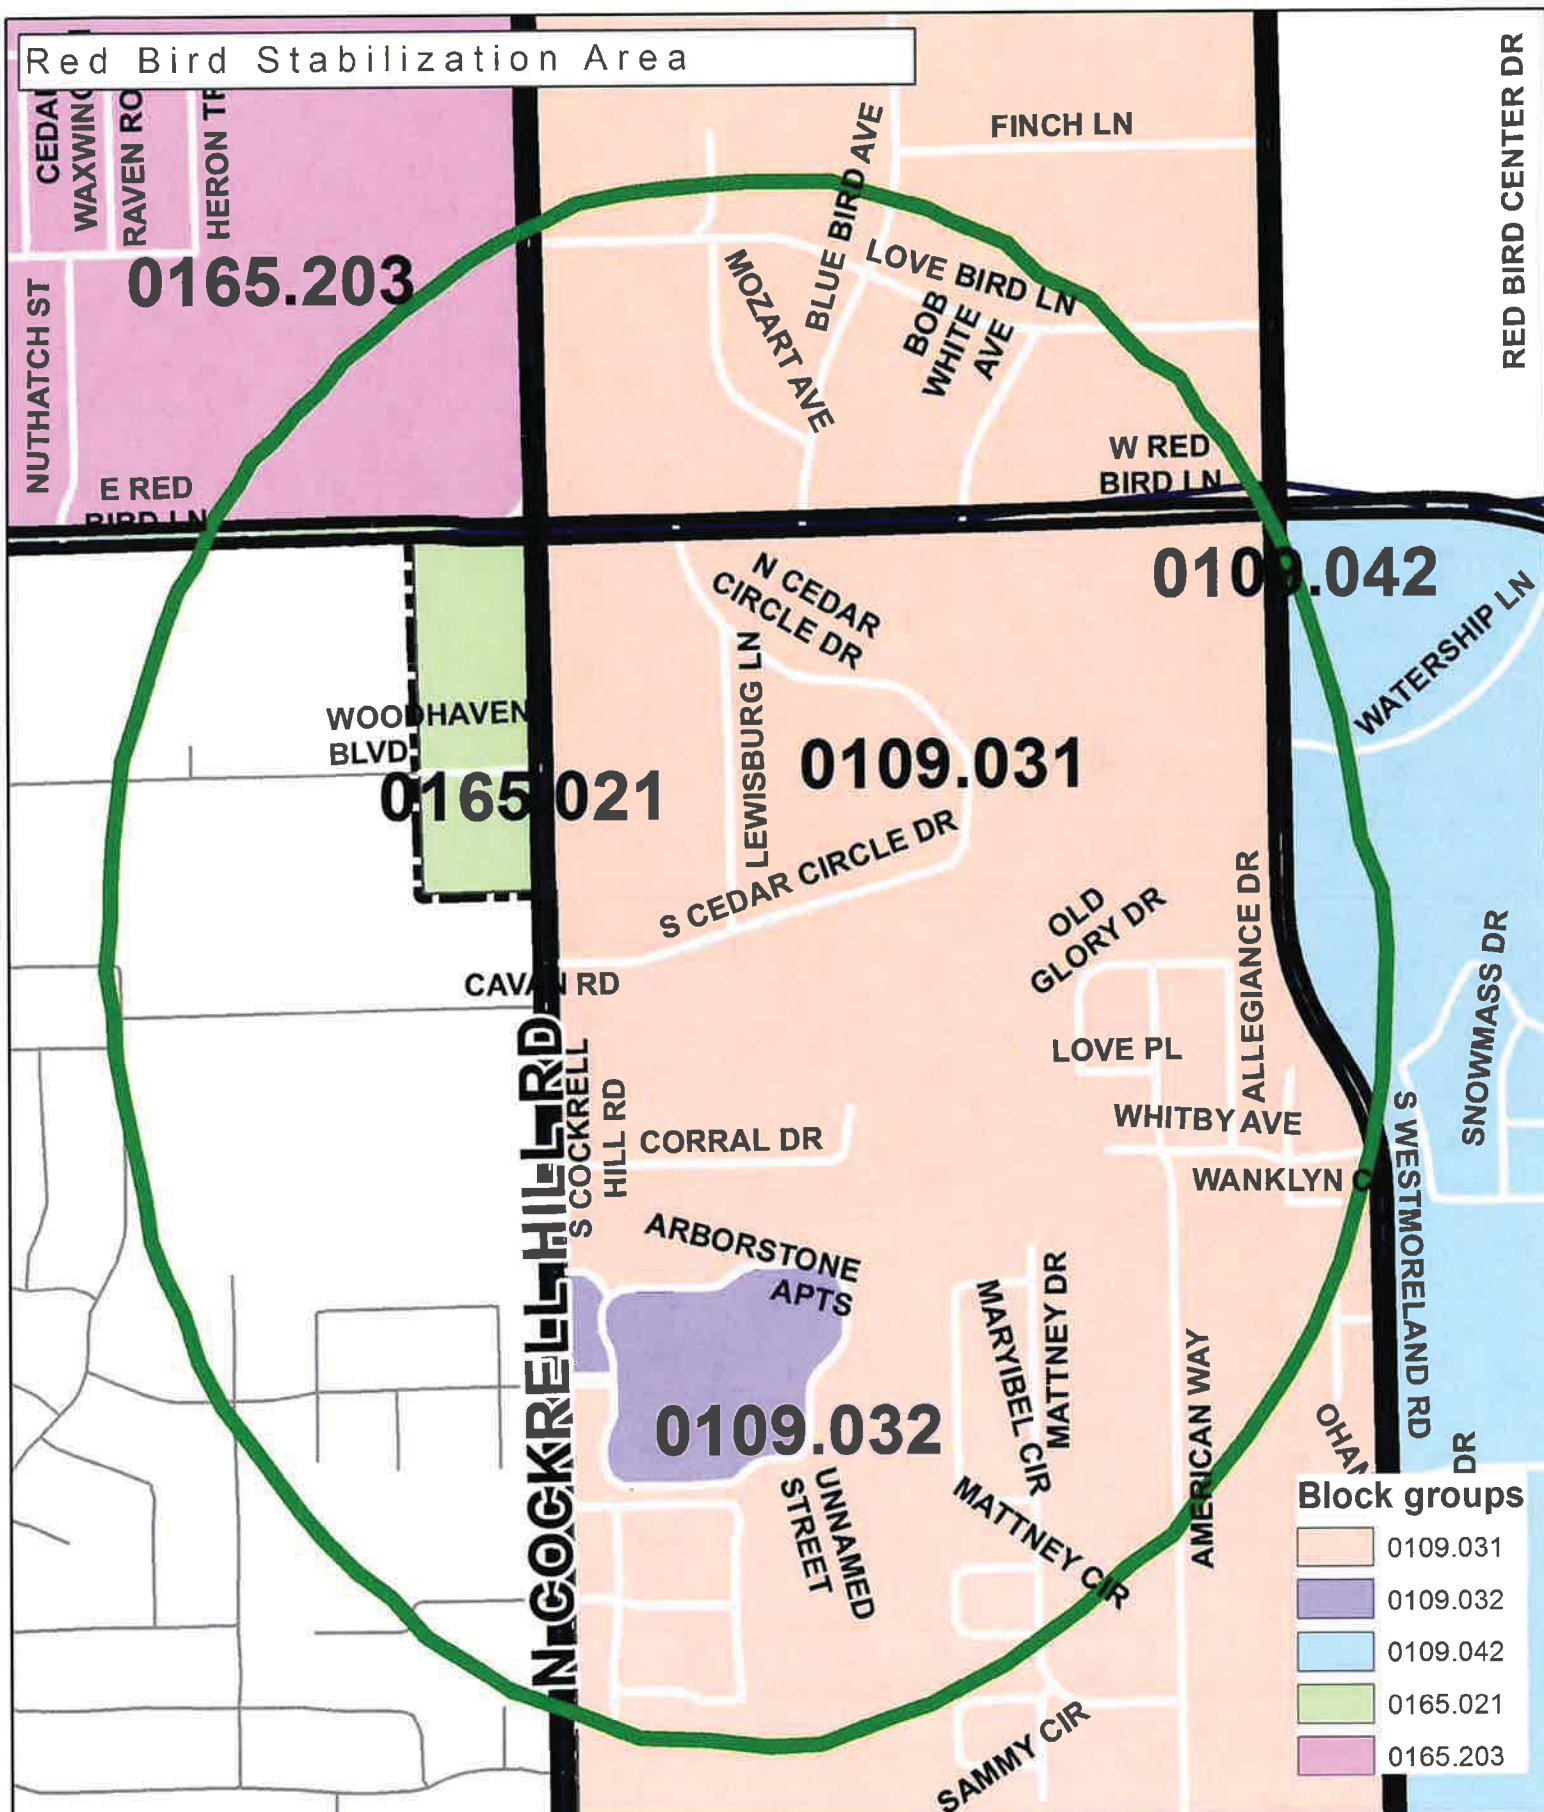 Red Bird Stabilization Area
WAXWING
RAVEN RO
HERON TR
NUTHATCH ST
0165.203
E RED
BIRD LN
FINCH LN
BLUE BIRD AVE
LOVE BIRD LN
MOZART AVE
BOB
WHITE
AVE
RED BIRD CENTER DR
W RED
BIRD LN
0109.042
WATERSHIP LN
N CEDAR
CIRCLE DR
LEWISBURG LN
0109.031
S CEDAR CIRCLE DR
WOODHAVEN
BLVD
0165.021
CAVAN RD
OLD
GLORY DR
ALLEGIANCE DR
LOVE PL
WHITBY AVE
WANKLYN C
SNOWMASS DR
S WESTMORELAND RD
N COCKRELL HILL RD
S COCKRELL
HILL RD
CORRAL DR
ARBORSTONE
APTS
0109.032
UNNAMED
STREET
MARYIBEL CIR
MATTNEY DR
MATTNEY CIR
AMERICAN WAY
SAMMY CIR
DR
Block groups
0109.031
0109.032
0109.042
0165.021
0165.203